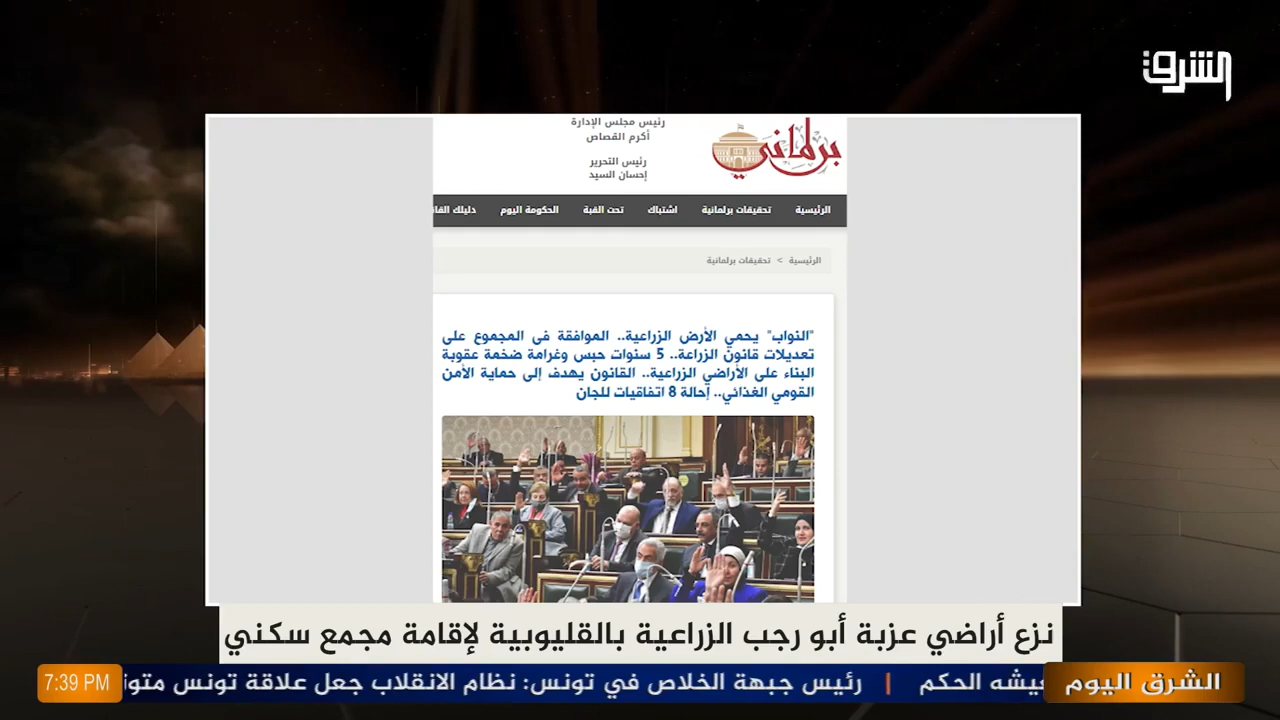 الشرق
رئيس مجلس الإدارة
أكرم القصاص
رئيس التحرير
إحسان السيد
برلماني
الرئيسية
تحقيقات برلمانية
اشتباك
تحت القبة
الحكومة اليوم
دليلك
الرئيسية > تحقيقات برلمانية
"النواب" يحمي الأرض الزراعية.. الموافقة فى المجموع على
تعديلات قانون الزراعة.. 5 سنوات حبس وغرامة ضخمة عقوبة
البناء على الأراضي الزراعية.. القانون يهدف إلى حماية الأمن
القومي الغذائي.. إحالة 8 اتفاقيات للجان
نزع أراضي عزبة أبو رجب الزراعية بالقليوبية لإقامة مجمع سكني
الشرق اليوم
الحكم | رئيس جبهة الخلاص في تونس: نظام الانقلاب جعل علاقة تونس
7:39 PM